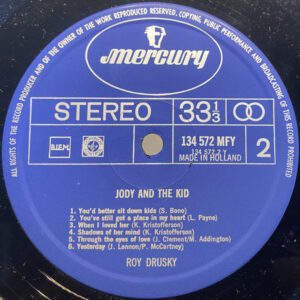 ALL RIGHTS OF THE RECORD PRODUCER AND OF THE OWNER OF THE WORK REPRODUCED RESERVED. COPYING, PUBLIC PERFORMANCE AND BROADCASTING OF THIS RECORD PROHIBITED
mercury
STEREO 33 1/3
B.I.E.M.
134 572 MFY
134 572.2 Y
MADE IN HOLLAND
2
JODY AND THE KID
1. You'd better sit down kids (S. Bono)
2. You've still got a place in my heart (L. Payne)
3. When I loved her (K. Kristofferson)
4. Shadows of her mind (K. Kristofferson)
5. Through the eyes of love (J. Clement/M. Addington)
6. Yesterday (J. Lennon/P. McCartney)
ROY DRUSKY